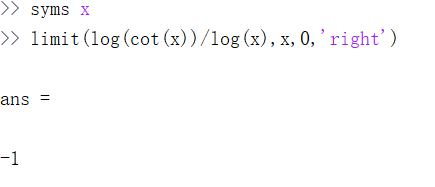 >> syms x
>> limit(log(cot(x))/log(x),x,0,'right')
ans =
-1